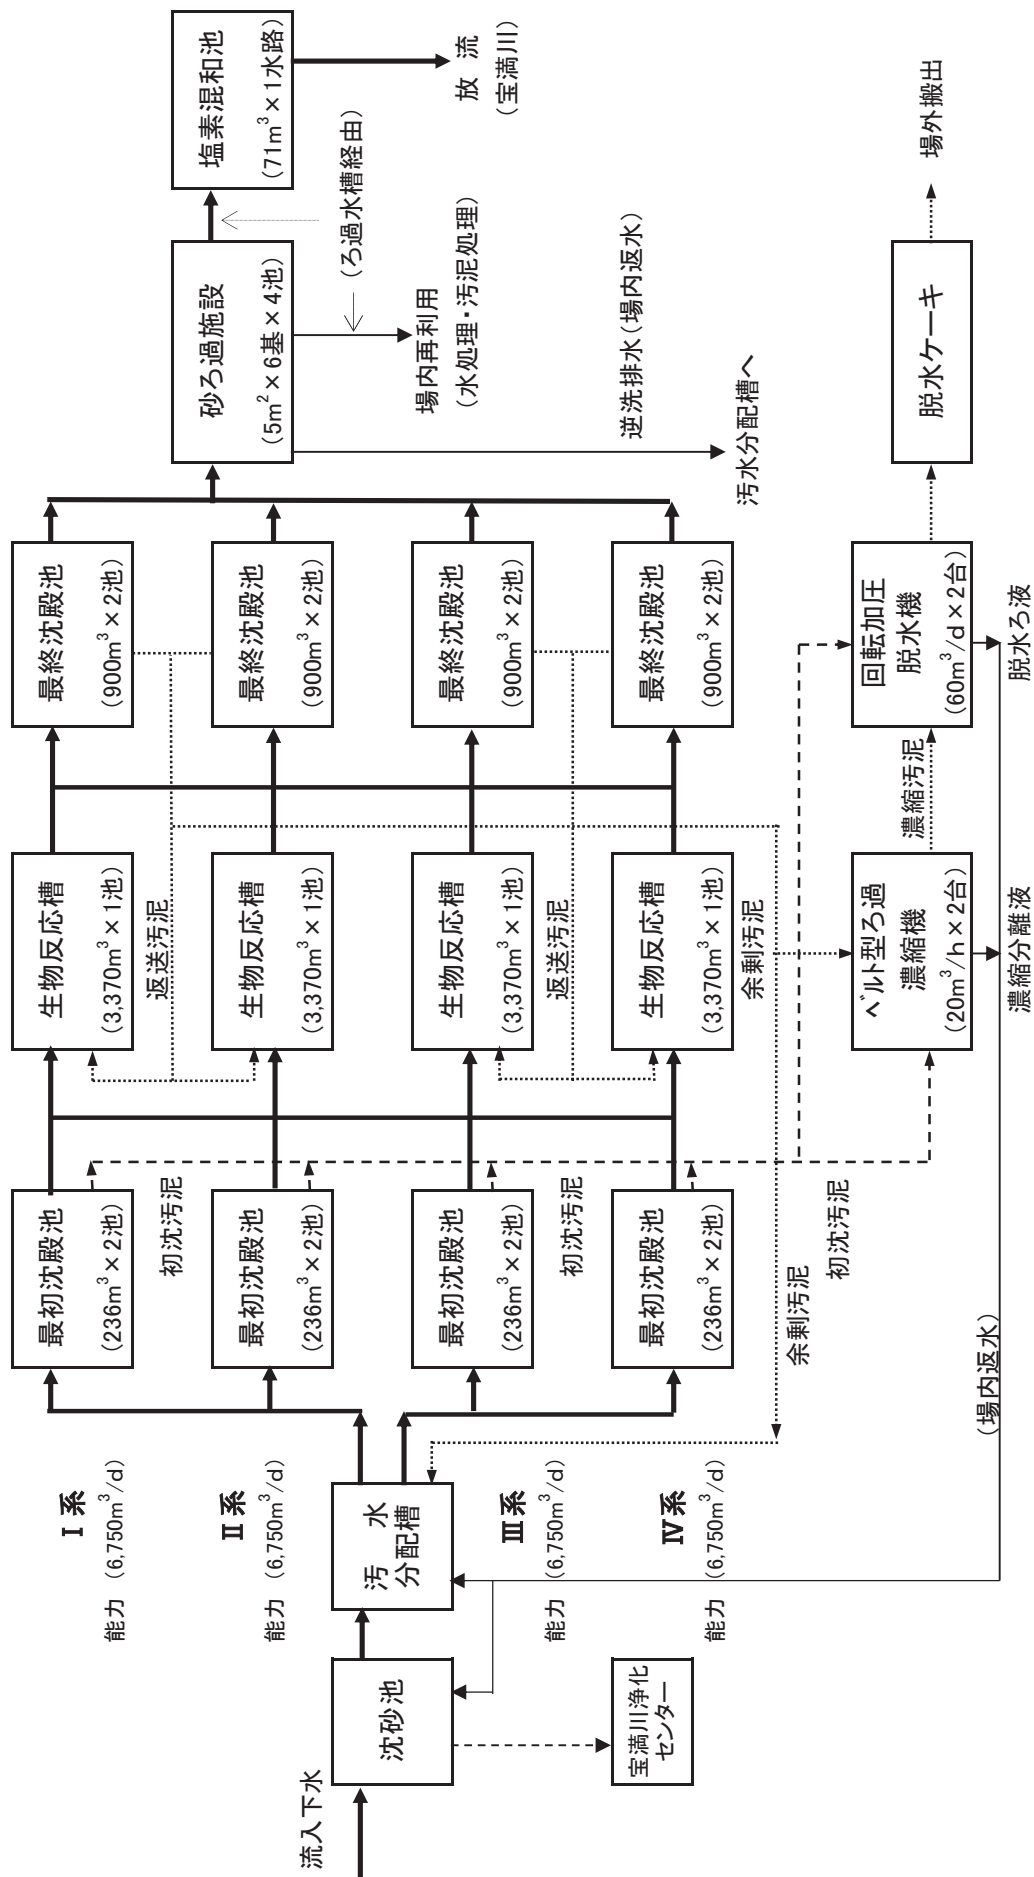 流入下水
沈砂池
宝満川浄化
センター
汚　水
分配槽
Ⅰ系
能力 (6,750m³/d)
Ⅱ系
能力 (6,750m³/d)
Ⅲ系
能力 (6,750m³/d)
Ⅳ系
能力 (6,750m³/d)
最初沈殿池
(236m³×2池)
初沈汚泥
最初沈殿池
(236m³×2池)
最初沈殿池
(236m³×2池)
初沈汚泥
最初沈殿池
(236m³×2池)
余剰汚泥
初沈汚泥
(場内返水)
生物反応槽
(3,370m³×1池)
返送汚泥
生物反応槽
(3,370m³×1池)
生物反応槽
(3,370m³×1池)
返送汚泥
生物反応槽
(3,370m³×1池)
余剰汚泥
ベルト型ろ過
濃縮機
(20m³/h×2台)
濃縮分離液
濃縮汚泥
最終沈殿池
(900m³×2池)
最終沈殿池
(900m³×2池)
最終沈殿池
(900m³×2池)
最終沈殿池
(900m³×2池)
回転加圧
脱水機
(60m³/d×2台)
脱水ろ液
砂ろ過施設
(5m²×6基×4池)
(ろ過水槽経由)
場内再利用
(水処理・汚泥処理)
逆洗排水(場内返水)
汚水分配槽へ
脱水ケーキ
場外搬出
塩素混和池
(71m³×1水路)
放　流
(宝満川)